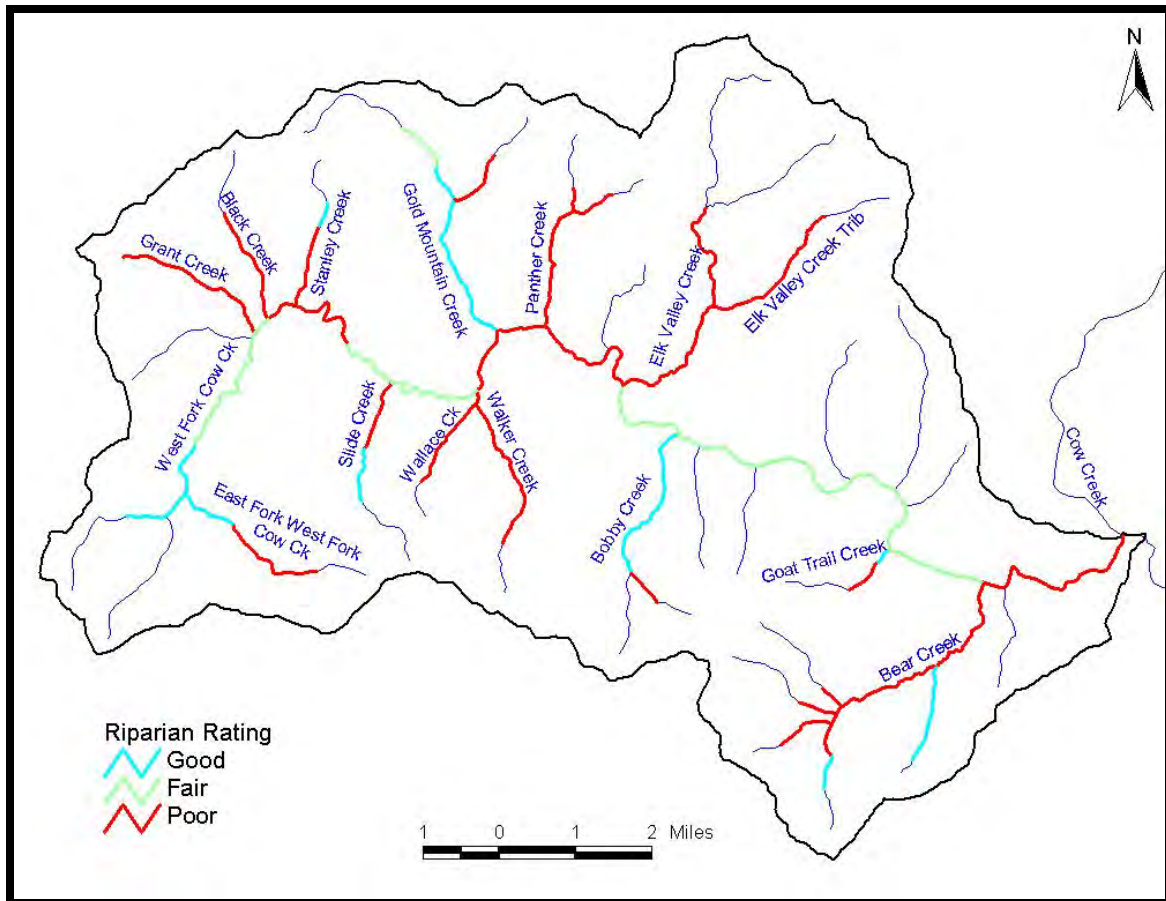 N
Black Creek
Grant Creek
Stanley Creek
Gold Mountain Creek
Panther Creek
Elk Valley Creek
Elk Valley Creek Trib
West Fork Cow Ck
Slide Creek
Wallace Ck
Walker Creek
East Fork West Fork
Cow Ck
Bobby Creek
Goat Trail Creek
Cow Creek
Bear Creek
Riparian Rating
Good
Fair
Poor
1 0 1 2 Miles